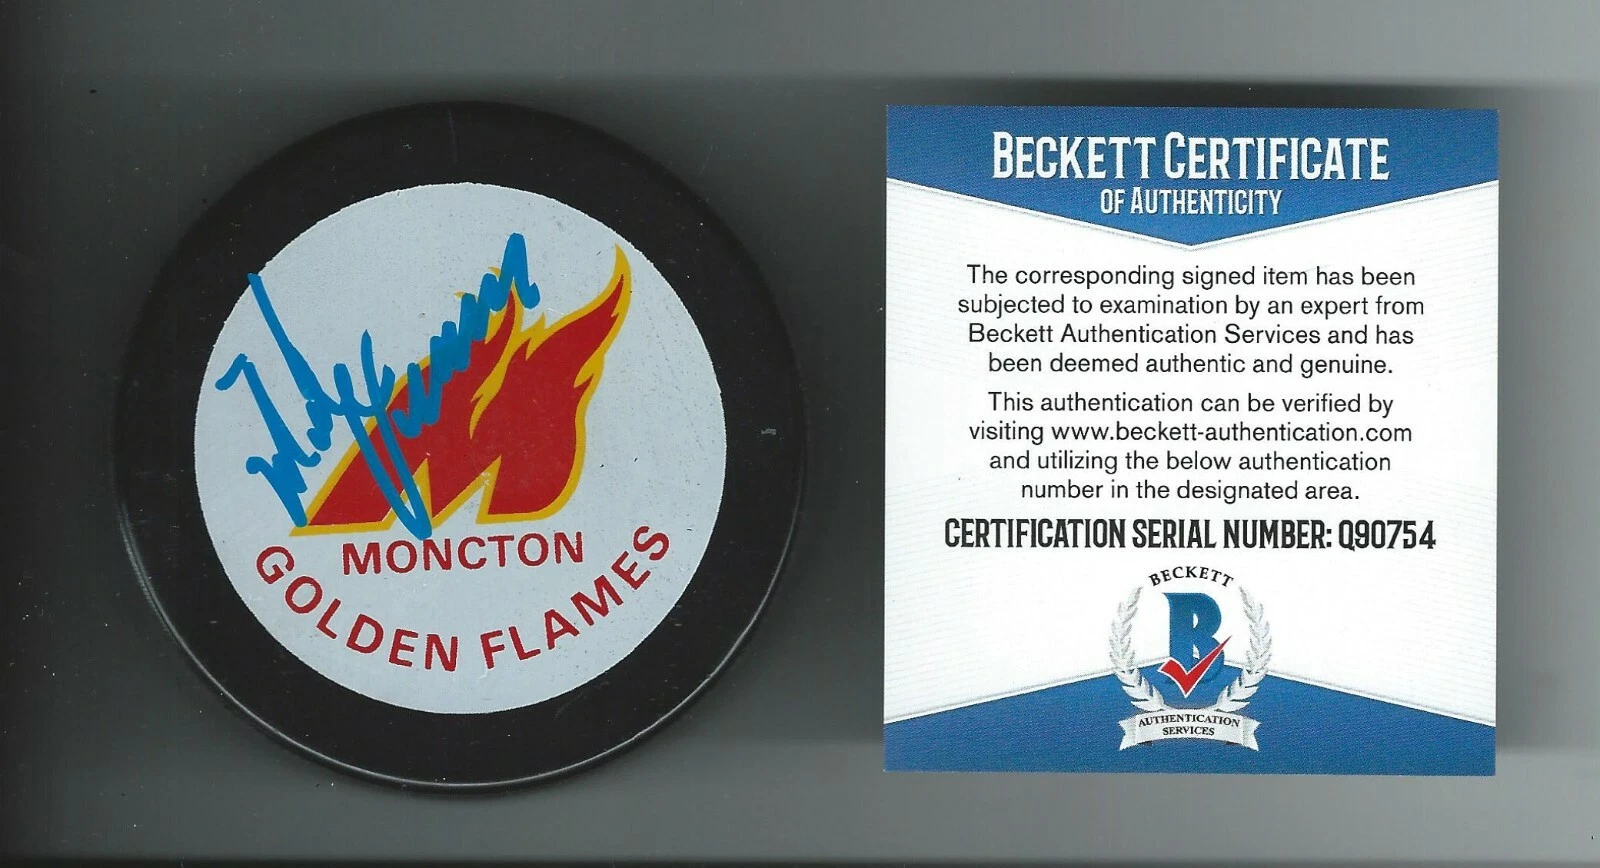 MONCTON
GOLDEN FLAMES
BECKETT CERTIFICATE
OF AUTHENTICITY
The corresponding signed item has been
subjected to examination by an expert from
Beckett Authentication Services and has
been deemed authentic and genuine.
This authentication can be verified by
visiting www.beckett-authentication.com
and utilizing the below authentication
number in the designated area.
CERTIFICATION SERIAL NUMBER: Q90754
BECKETT
B
AUTHENTICATION
SERVICES